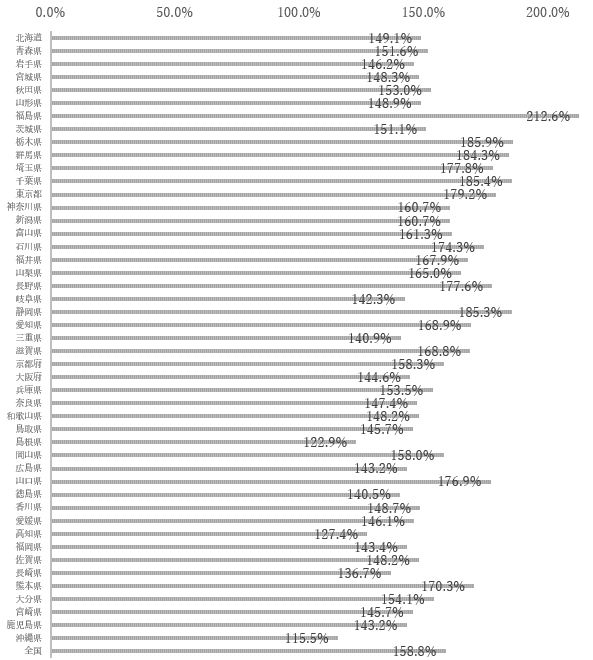 0.0% 50.0% 100.0% 150.0% 200.0%
北海道 149.1%
青森県 151.6%
岩手県 146.2%
宮城県 148.3%
秋田県 153.0%
山形県 148.9%
福島県 212.6%
茨城県 151.1%
栃木県 185.9%
群馬県 184.3%
埼玉県 177.8%
千葉県 185.4%
東京都 179.2%
神奈川県 160.7%
新潟県 160.7%
富山県 161.3%
石川県 174.3%
福井県 167.9%
山梨県 165.0%
長野県 177.6%
岐阜県 142.3%
静岡県 185.3%
愛知県 168.9%
三重県 140.9%
滋賀県 168.8%
京都府 158.3%
大阪府 144.6%
兵庫県 153.5%
奈良県 147.4%
和歌山県 148.2%
鳥取県 145.7%
島根県 122.9%
岡山県 158.0%
広島県 143.2%
山口県 176.9%
徳島県 140.5%
香川県 148.7%
愛媛県 146.1%
高知県 127.4%
福岡県 143.4%
佐賀県 148.2%
長崎県 136.7%
熊本県 170.3%
大分県 154.1%
宮崎県 145.7%
鹿児島県 143.2%
沖縄県 115.5%
全国 158.8%